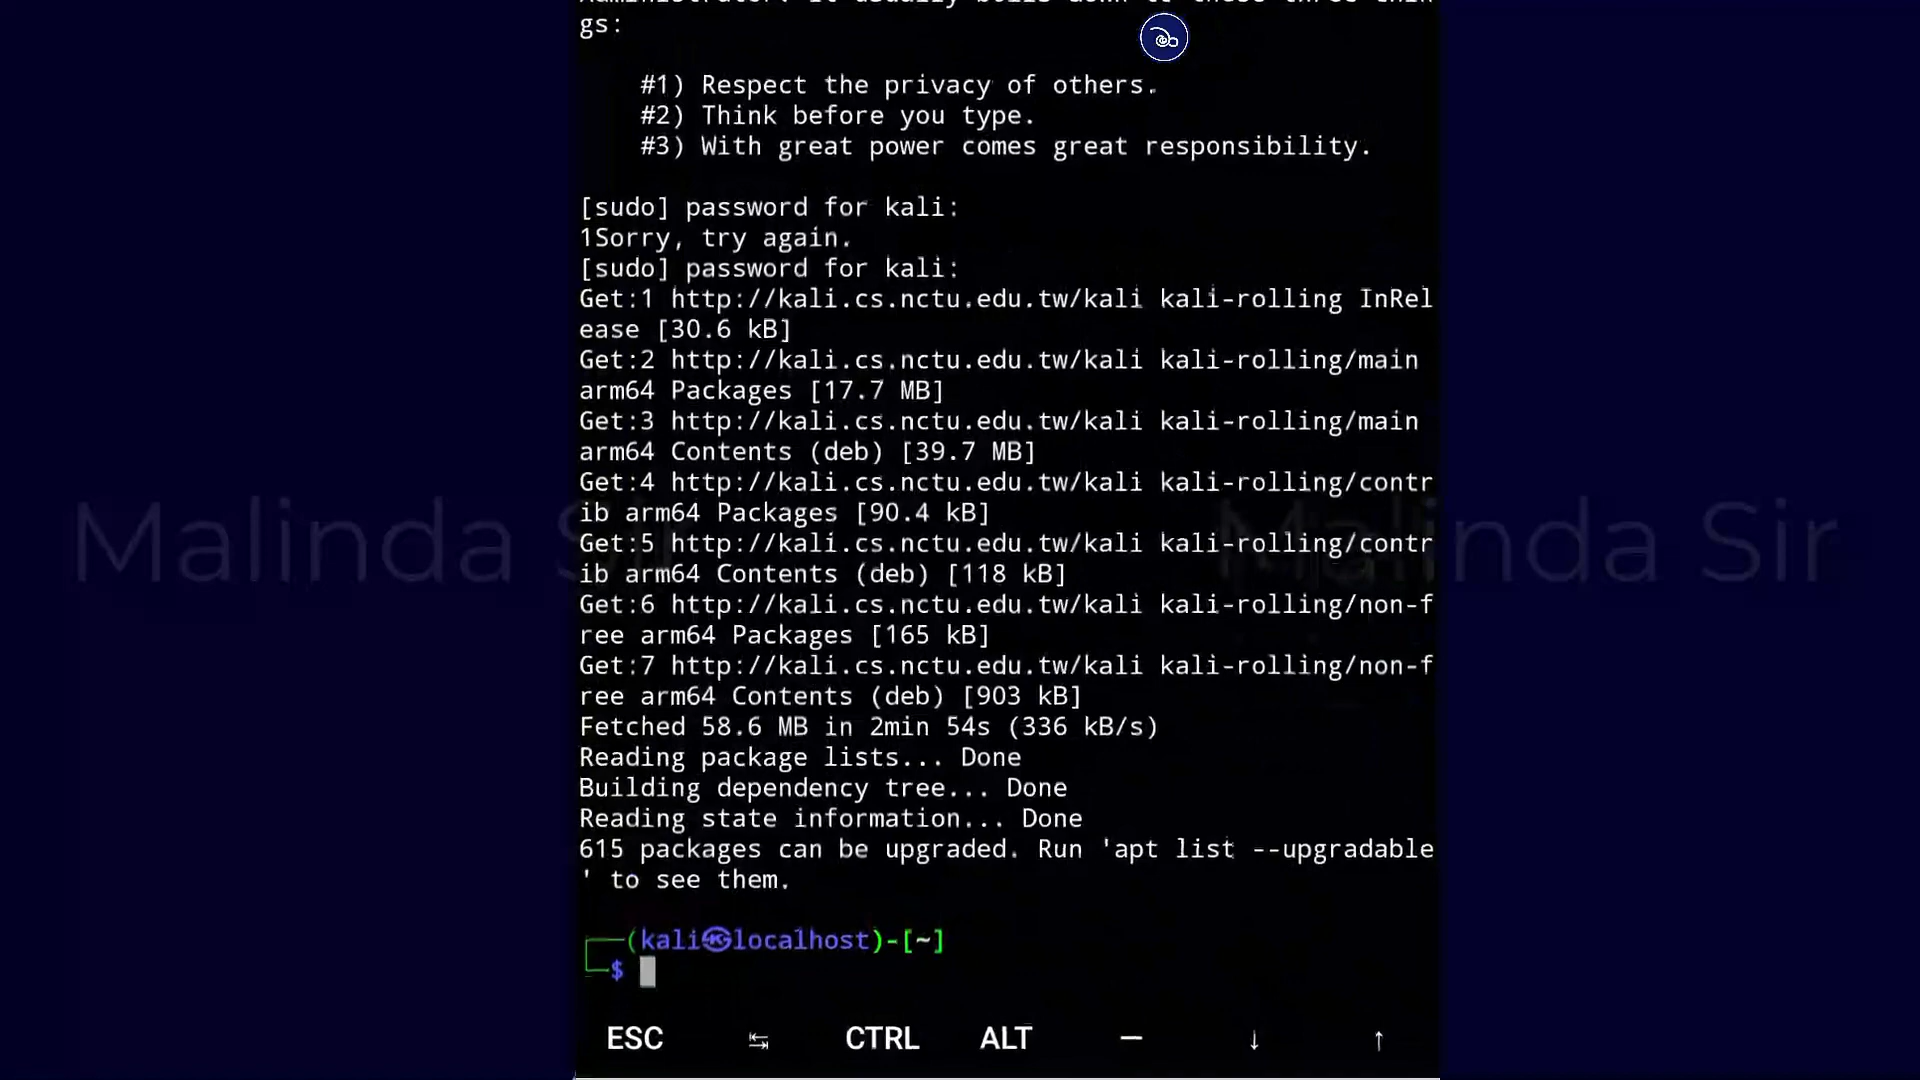 gs:
#1) Respect the privacy of others.
#2) Think before you type.
#3) With great power comes great responsibility.
[sudo] password for kali:
1Sorry, try again.
[sudo] password for kali:
Get:1 http://kali.cs.nctu.edu.tw/kali kali-rolling InRel
ease [30.6 kB]
Get:2 http://kali.cs.nctu.edu.tw/kali kali-rolling/main
arm64 Packages [17.7 MB]
Get:3 http://kali.cs.nctu.edu.tw/kali kali-rolling/main
arm64 Contents (deb) [39.7 MB]
Get:4 http://kali.cs.nctu.edu.tw/kali kali-rolling/contr
ib arm64 Packages [90.4 kB]
Get:5 http://kali.cs.nctu.edu.tw/kali kali-rolling/contr
ib arm64 Contents (deb) [118 kB]
Get:6 http://kali.cs.nctu.edu.tw/kali kali-rolling/non-f
ree arm64 Packages [165 kB]
Get:7 http://kali.cs.nctu.edu.tw/kali kali-rolling/non-f
ree arm64 Contents (deb) [903 kB]
Fetched 58.6 MB in 2min 54s (336 kB/s)
Reading package lists... Done
Building dependency tree... Done
Reading state information... Done
615 packages can be upgraded. Run 'apt list --upgradable
' to see them.
┌──(kali㉿localhost)-[~]
└─$
ESC ↹ CTRL ALT — ↓ ↑
Malinda Sir
Malinda Sir